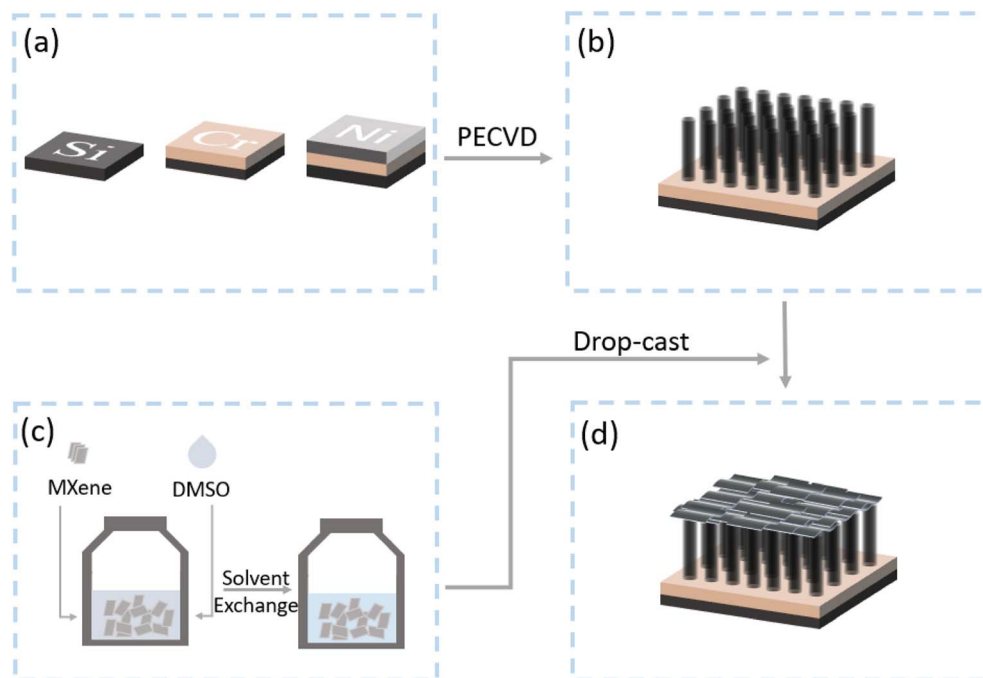 (a)
Si
Cr
Ni
PECVD
(b)
Drop-cast
(c)
MXene
DMSO
Solvent
Exchange
(d)